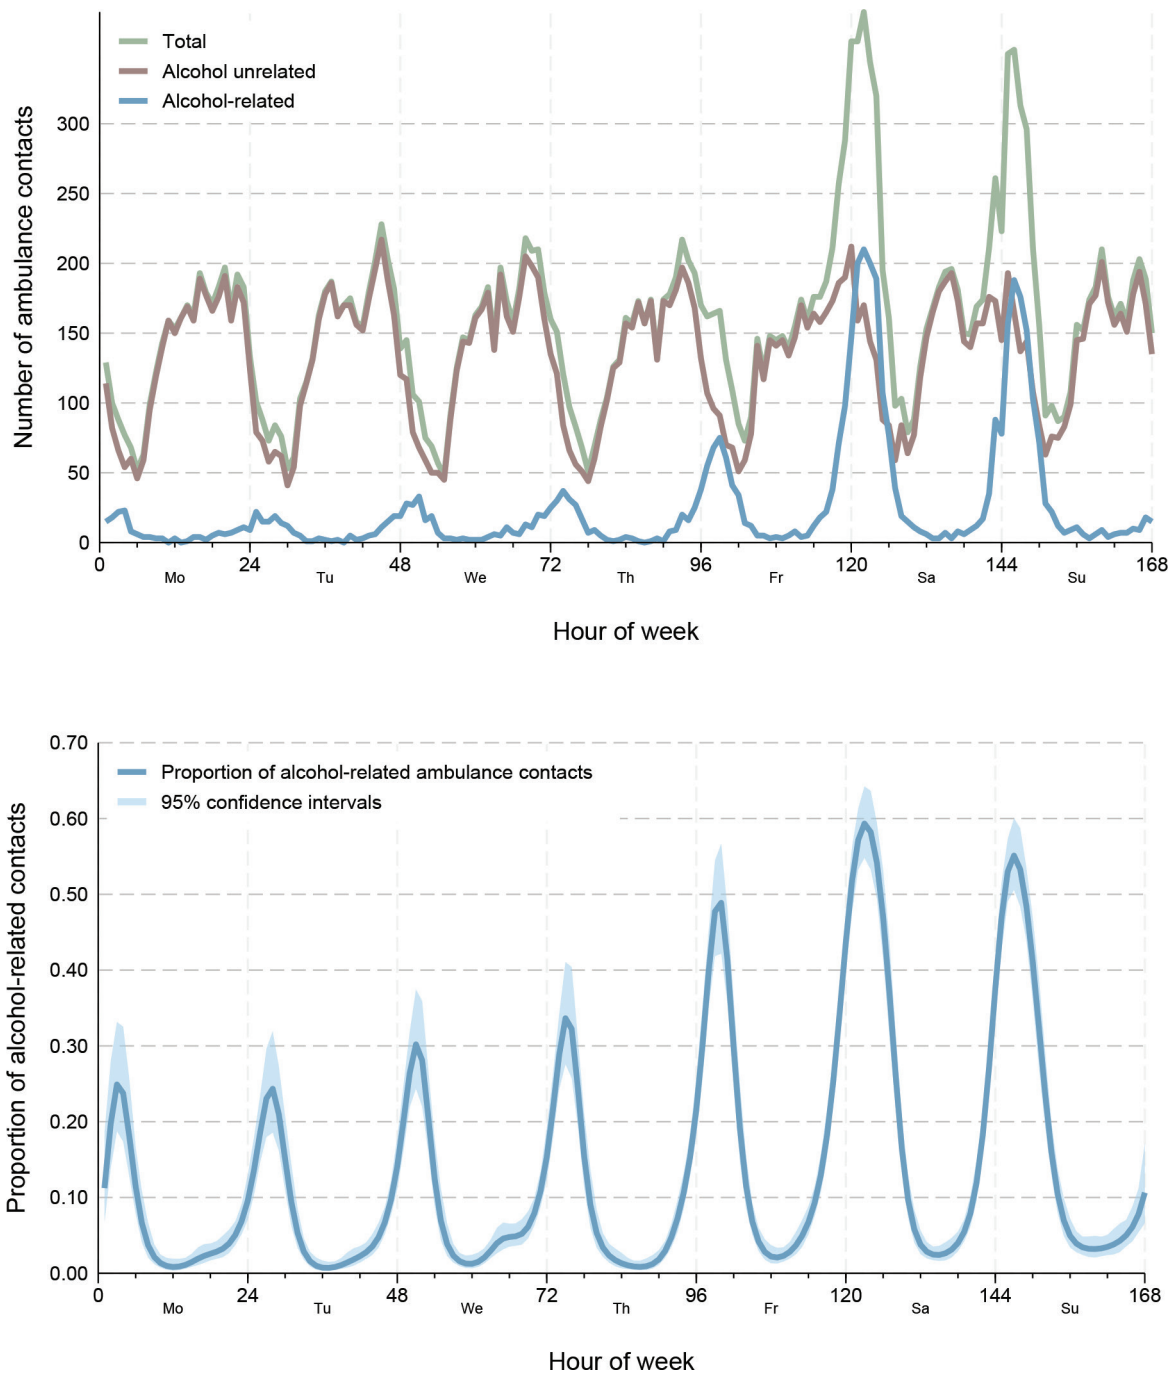 Total
Alcohol unrelated
Alcohol-related
Number of ambulance contacts
300
250
200
150
100
50
0
0 24 48 72 96 120 144 168
Mo Tu We Th Fr Sa Su
Hour of week
0.70
Proportion of alcohol-related ambulance contacts
95% confidence intervals
Proportion of alcohol-related contacts
0.60
0.50
0.40
0.30
0.20
0.10
0.00
0 24 48 72 96 120 144 168
Mo Tu We Th Fr Sa Su
Hour of week